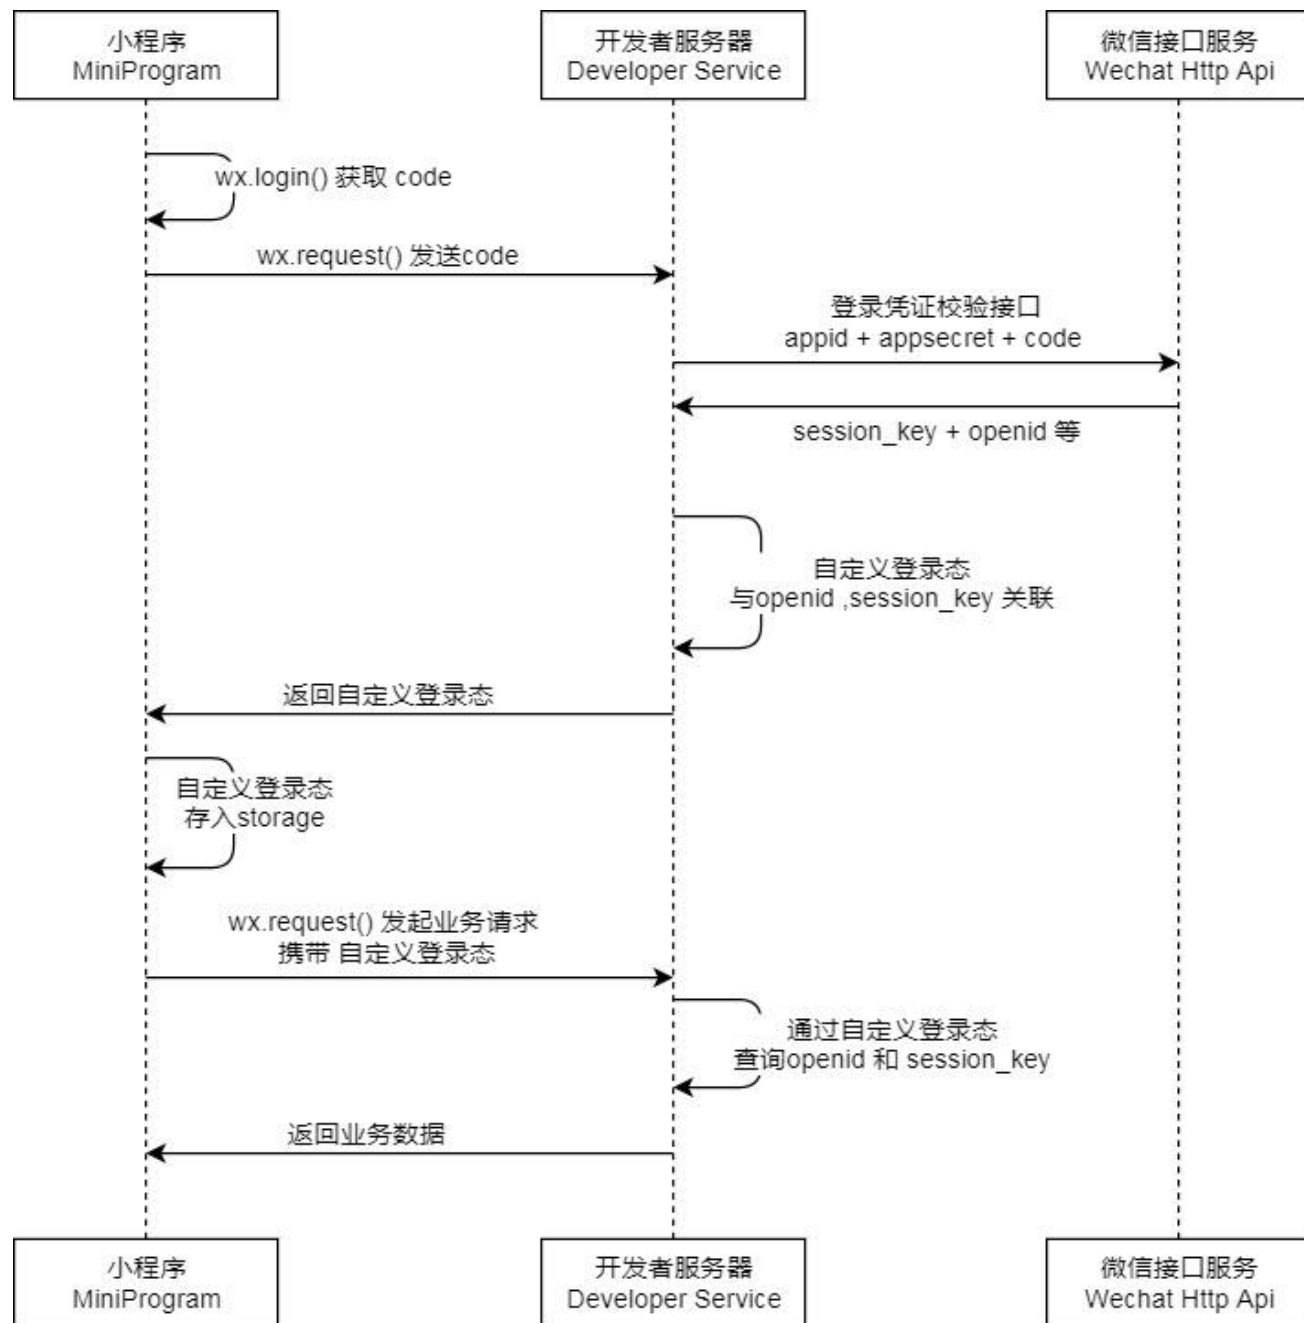 小程序
MiniProgram
开发者服务器
Developer Service
微信接口服务
Wechat Http Api
wx.login() 获取 code
wx.request() 发送code
登录凭证校验接口
appid + appsecret + code
session_key + openid 等
自定义登录态
与openid ,session_key 关联
返回自定义登录态
自定义登录态
存入storage
wx.request() 发起业务请求
携带 自定义登录态
通过自定义登录态
查询openid 和 session_key
返回业务数据
小程序
MiniProgram
开发者服务器
Developer Service
微信接口服务
Wechat Http Api